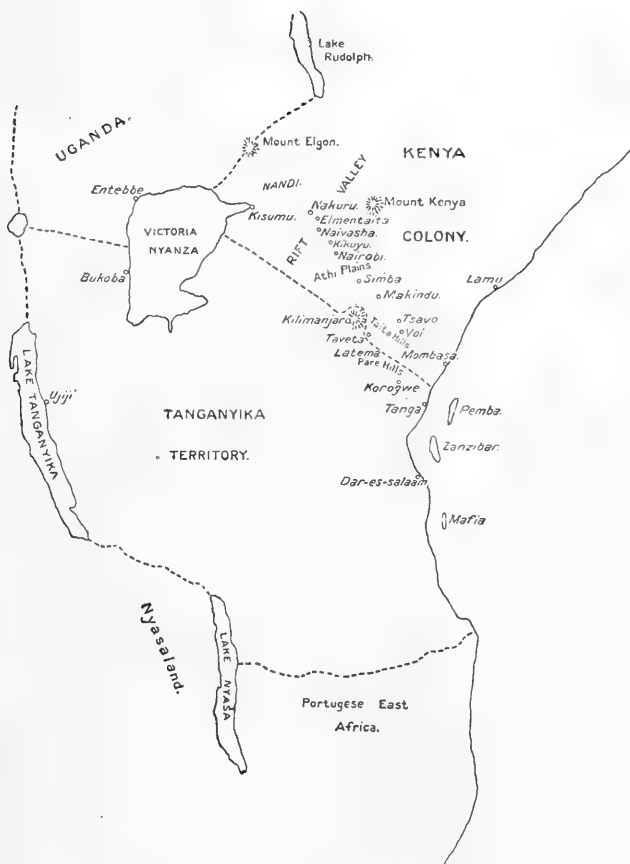 Lake
Rudolph.
UGANDA.
Mount Elgon.
KENYA
VALLEY
NANDI.
Entebbe
Nakuru.
Mount Kenya
Kisumu.
Elmentaita
VICTORIA
NYANZA
Naivasha.
COLONY.
RIFT
Kikuyu.
Nairobi.
Athi Plains
Bukoba
Simba
Lamu
Makindu.
Kilimanjaro
Taita Hills
Tsavo
Voi
Taveta
Latema
Mombasa.
Pare Hills
LAKE TANGANYIKA
Korogwe
Ujiji
Tanga
Pemba.
TANGANYIKA
TERRITORY.
Zanzibar.
Dar-es-salaam
Mafia
Nyasaland.
LAKE NYASA
Portugese East
Africa.